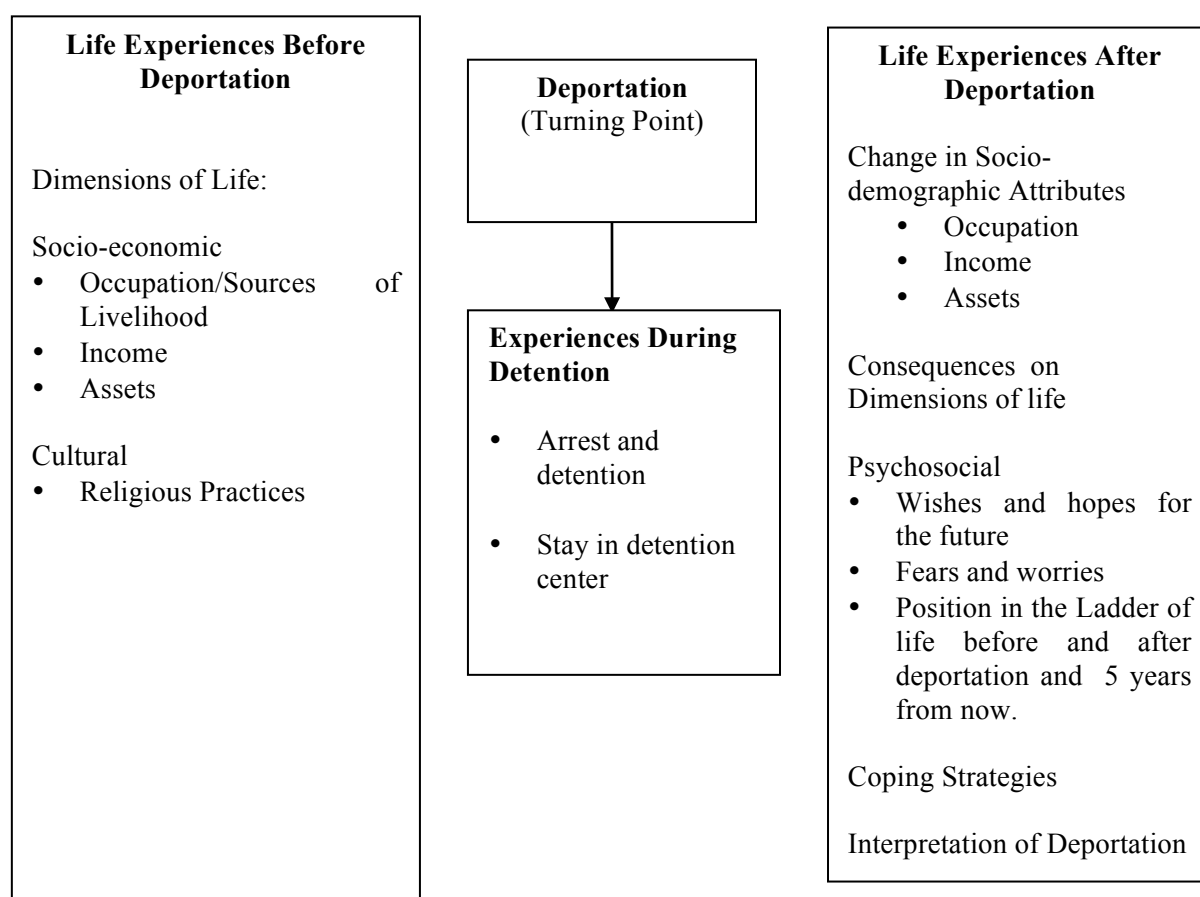 Life Experiences Before
Deportation
Dimensions of Life:
Socio-economic
• Occupation/Sources of
Livelihood
• Income
• Assets
Cultural
• Religious Practices
Deportation
(Turning Point)
Experiences During
Detention
• Arrest and
detention
• Stay in detention
center
Life Experiences After
Deportation
Change in Socio-
demographic Attributes
• Occupation
• Income
• Assets
Consequences on
Dimensions of life
Psychosocial
• Wishes and hopes for
the future
• Fears and worries
• Position in the Ladder of
life before and after
deportation and 5 years
from now.
Coping Strategies
Interpretation of Deportation